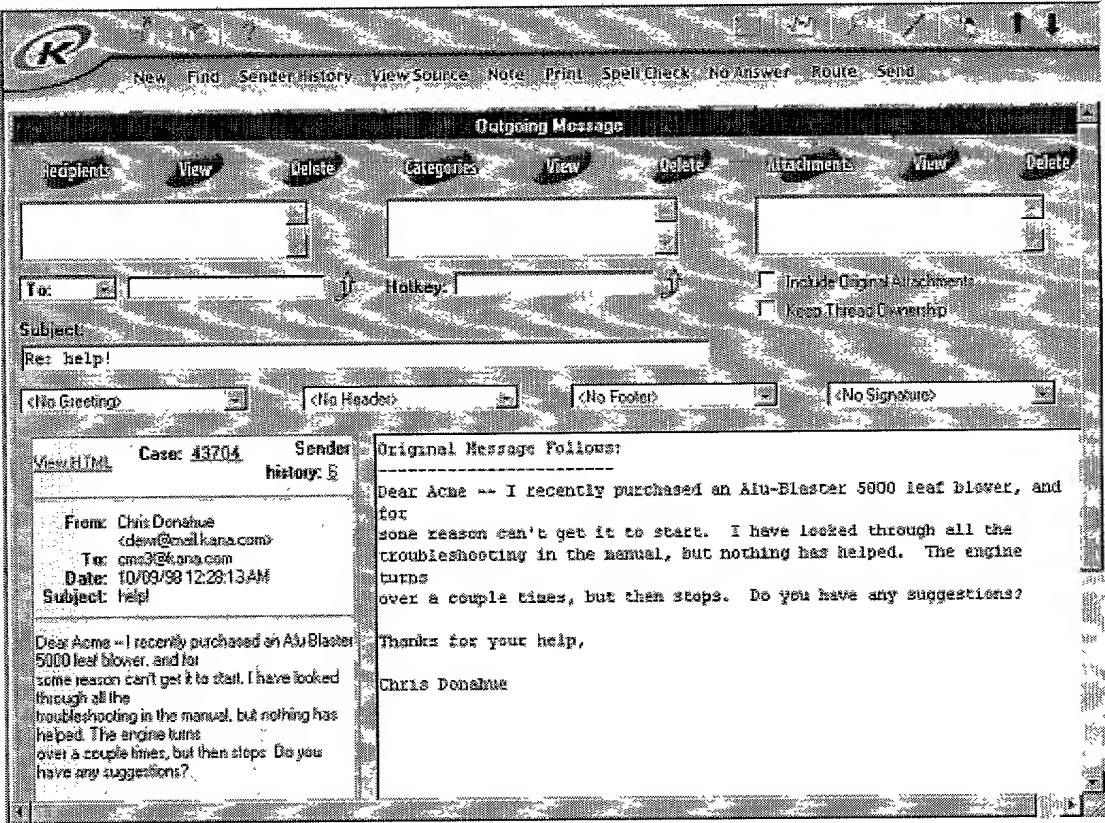 K
New Find Sender History View Source Note Print Spell Check No Answer Route Send
Outgoing Message
Recipients View Delete Categories View Delete Attachments View Delete
To: Hotkey: Include Original Attachments
Keep Thread Ownership
Subject:
Re: help!
<No Greeting> <No Header> <No Footer> <No Signature>
View HTML Case: 43704 Sender history: 6
From: Chris Donahue
<dewr@mail.kana.com>
To: cms3@kana.com
Date: 10/09/98 12:28:13 AM
Subject: help!
Dear Acme -- I recently purchased an Alu Blaster
5000 leaf blower, and for
some reason can't get it to start. I have looked
through all the
troubleshooting in the manual, but nothing has
helped. The engine turns
over a couple times, but then stops. Do you
have any suggestions?
Original Message Follows:
------------------------
Dear Acme -- I recently purchased an Alu-Blaster 5000 leaf blower, and
for
some reason can't get it to start. I have looked through all the
troubleshooting in the manual, but nothing has helped. The engine
turns
over a couple times, but then stops. Do you have any suggestions?
Thanks for your help,
Chris Donahue